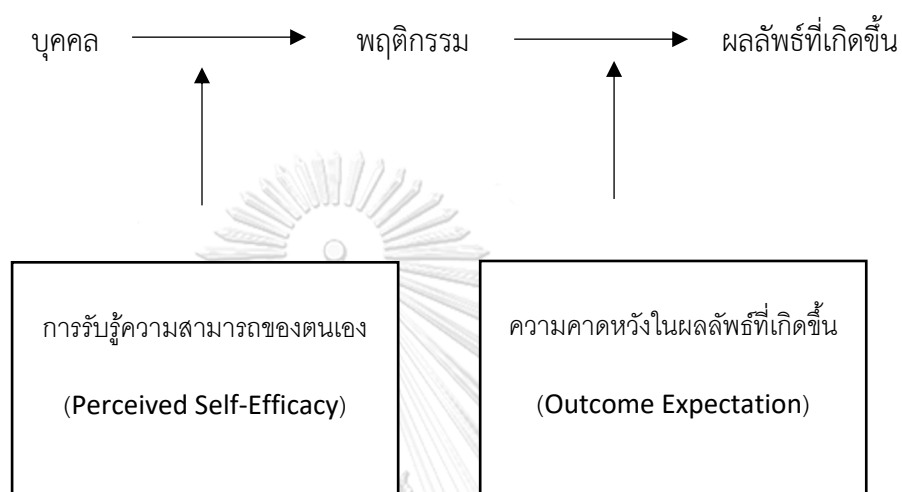 บุคคล พฤติกรรม ผลลัพธ์ที่เกิดขึ้น
การรับรู้ความสามารถของตนเอง
(Perceived Self-Efficacy)
ความคาดหวังในผลลัพธ์ที่เกิดขึ้น
(Outcome Expectation)